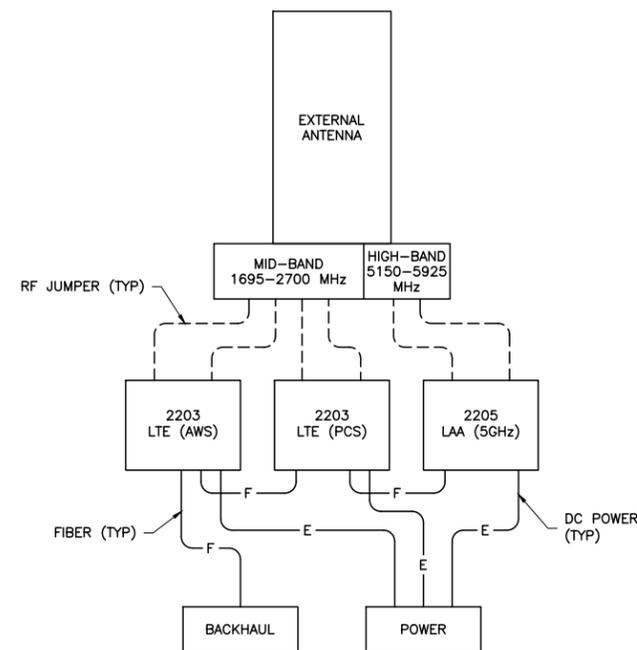 EXTERNAL
ANTENNA
MID-BAND
1695-2700 MHz
HIGH-BAND
5150-5925
MHz
RF JUMPER (TYP)
2203
LTE (AWS)
2203
LTE (PCS)
2205
LAA (5GHz)
F
F
FIBER (TYP)
F
E
E
E
DC POWER
(TYP)
BACKHAUL
POWER